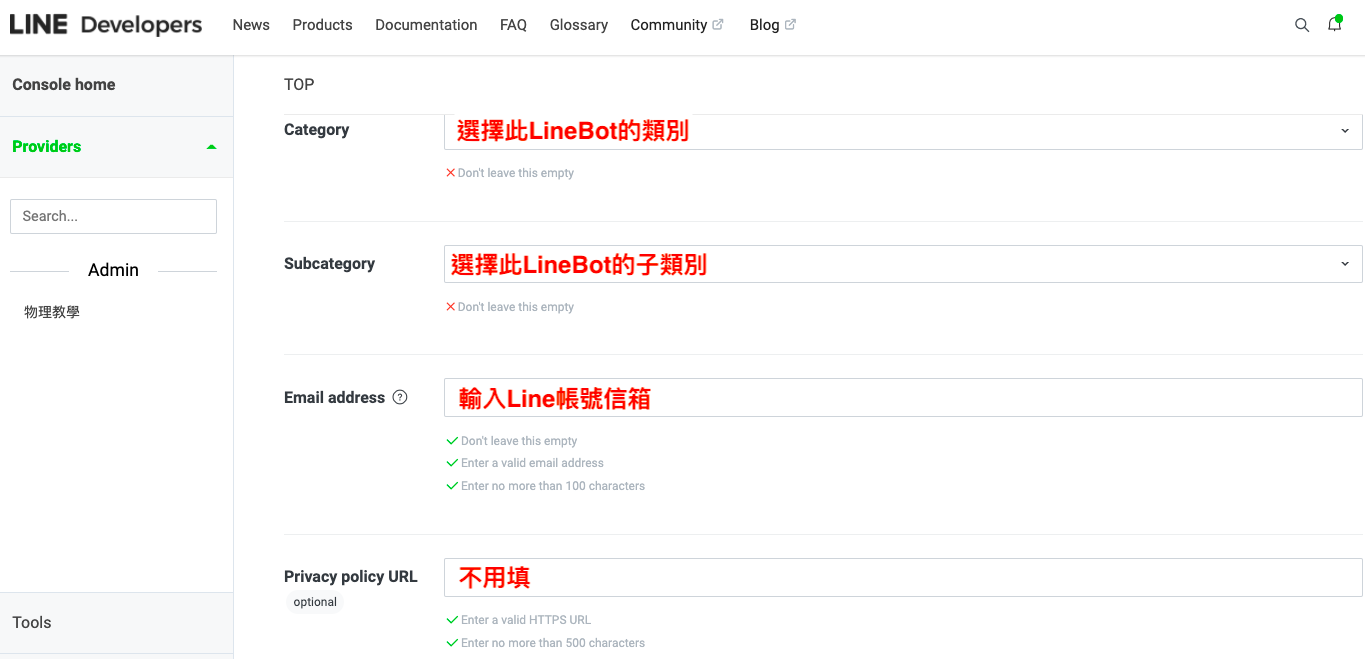 LINE Developers News Products Documentation FAQ Glossary Community Blog
Console home
Providers
Search...
Admin
物理教學
Tools
TOP
Category 選擇此LineBot的類別
Don't leave this empty
Subcategory 選擇此LineBot的子類別
Don't leave this empty
Email address ? 輸入Line帳號信箱
Don't leave this empty
Enter a valid email address
Enter no more than 100 characters
Privacy policy URL 不用填
optional
Enter a valid HTTPS URL
Enter no more than 500 characters